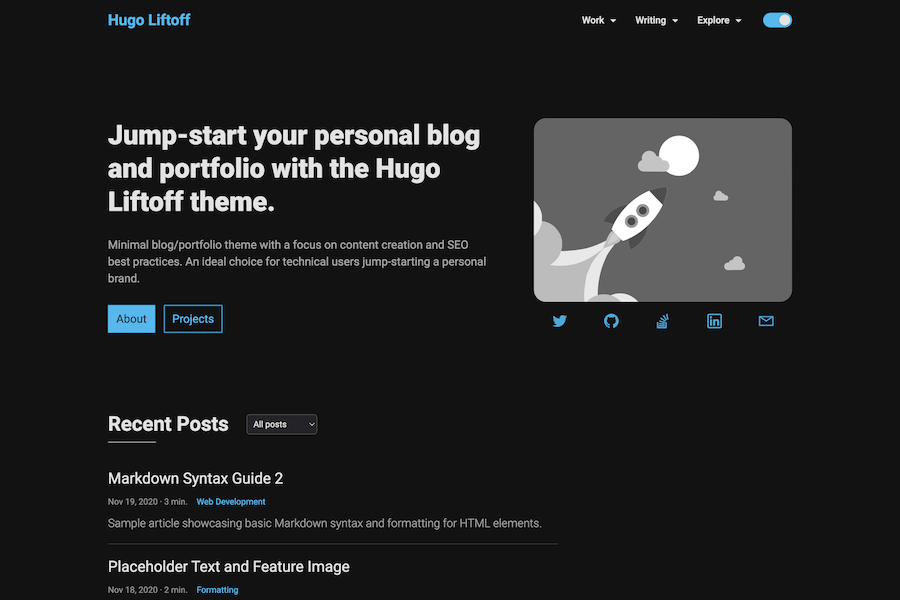 Hugo Liftoff
Work
Writing
Explore
Jump-start your personal blog
and portfolio with the Hugo
Liftoff theme.
Minimal blog/portfolio theme with a focus on content creation and SEO
best practices. An ideal choice for technical users jump-starting a personal
brand.
About
Projects
Recent Posts
All posts
Markdown Syntax Guide 2
Nov 19, 2020 · 3 min. Web Development
Sample article showcasing basic Markdown syntax and formatting for HTML elements.
Placeholder Text and Feature Image
Nov 18, 2020 · 2 min. Formatting